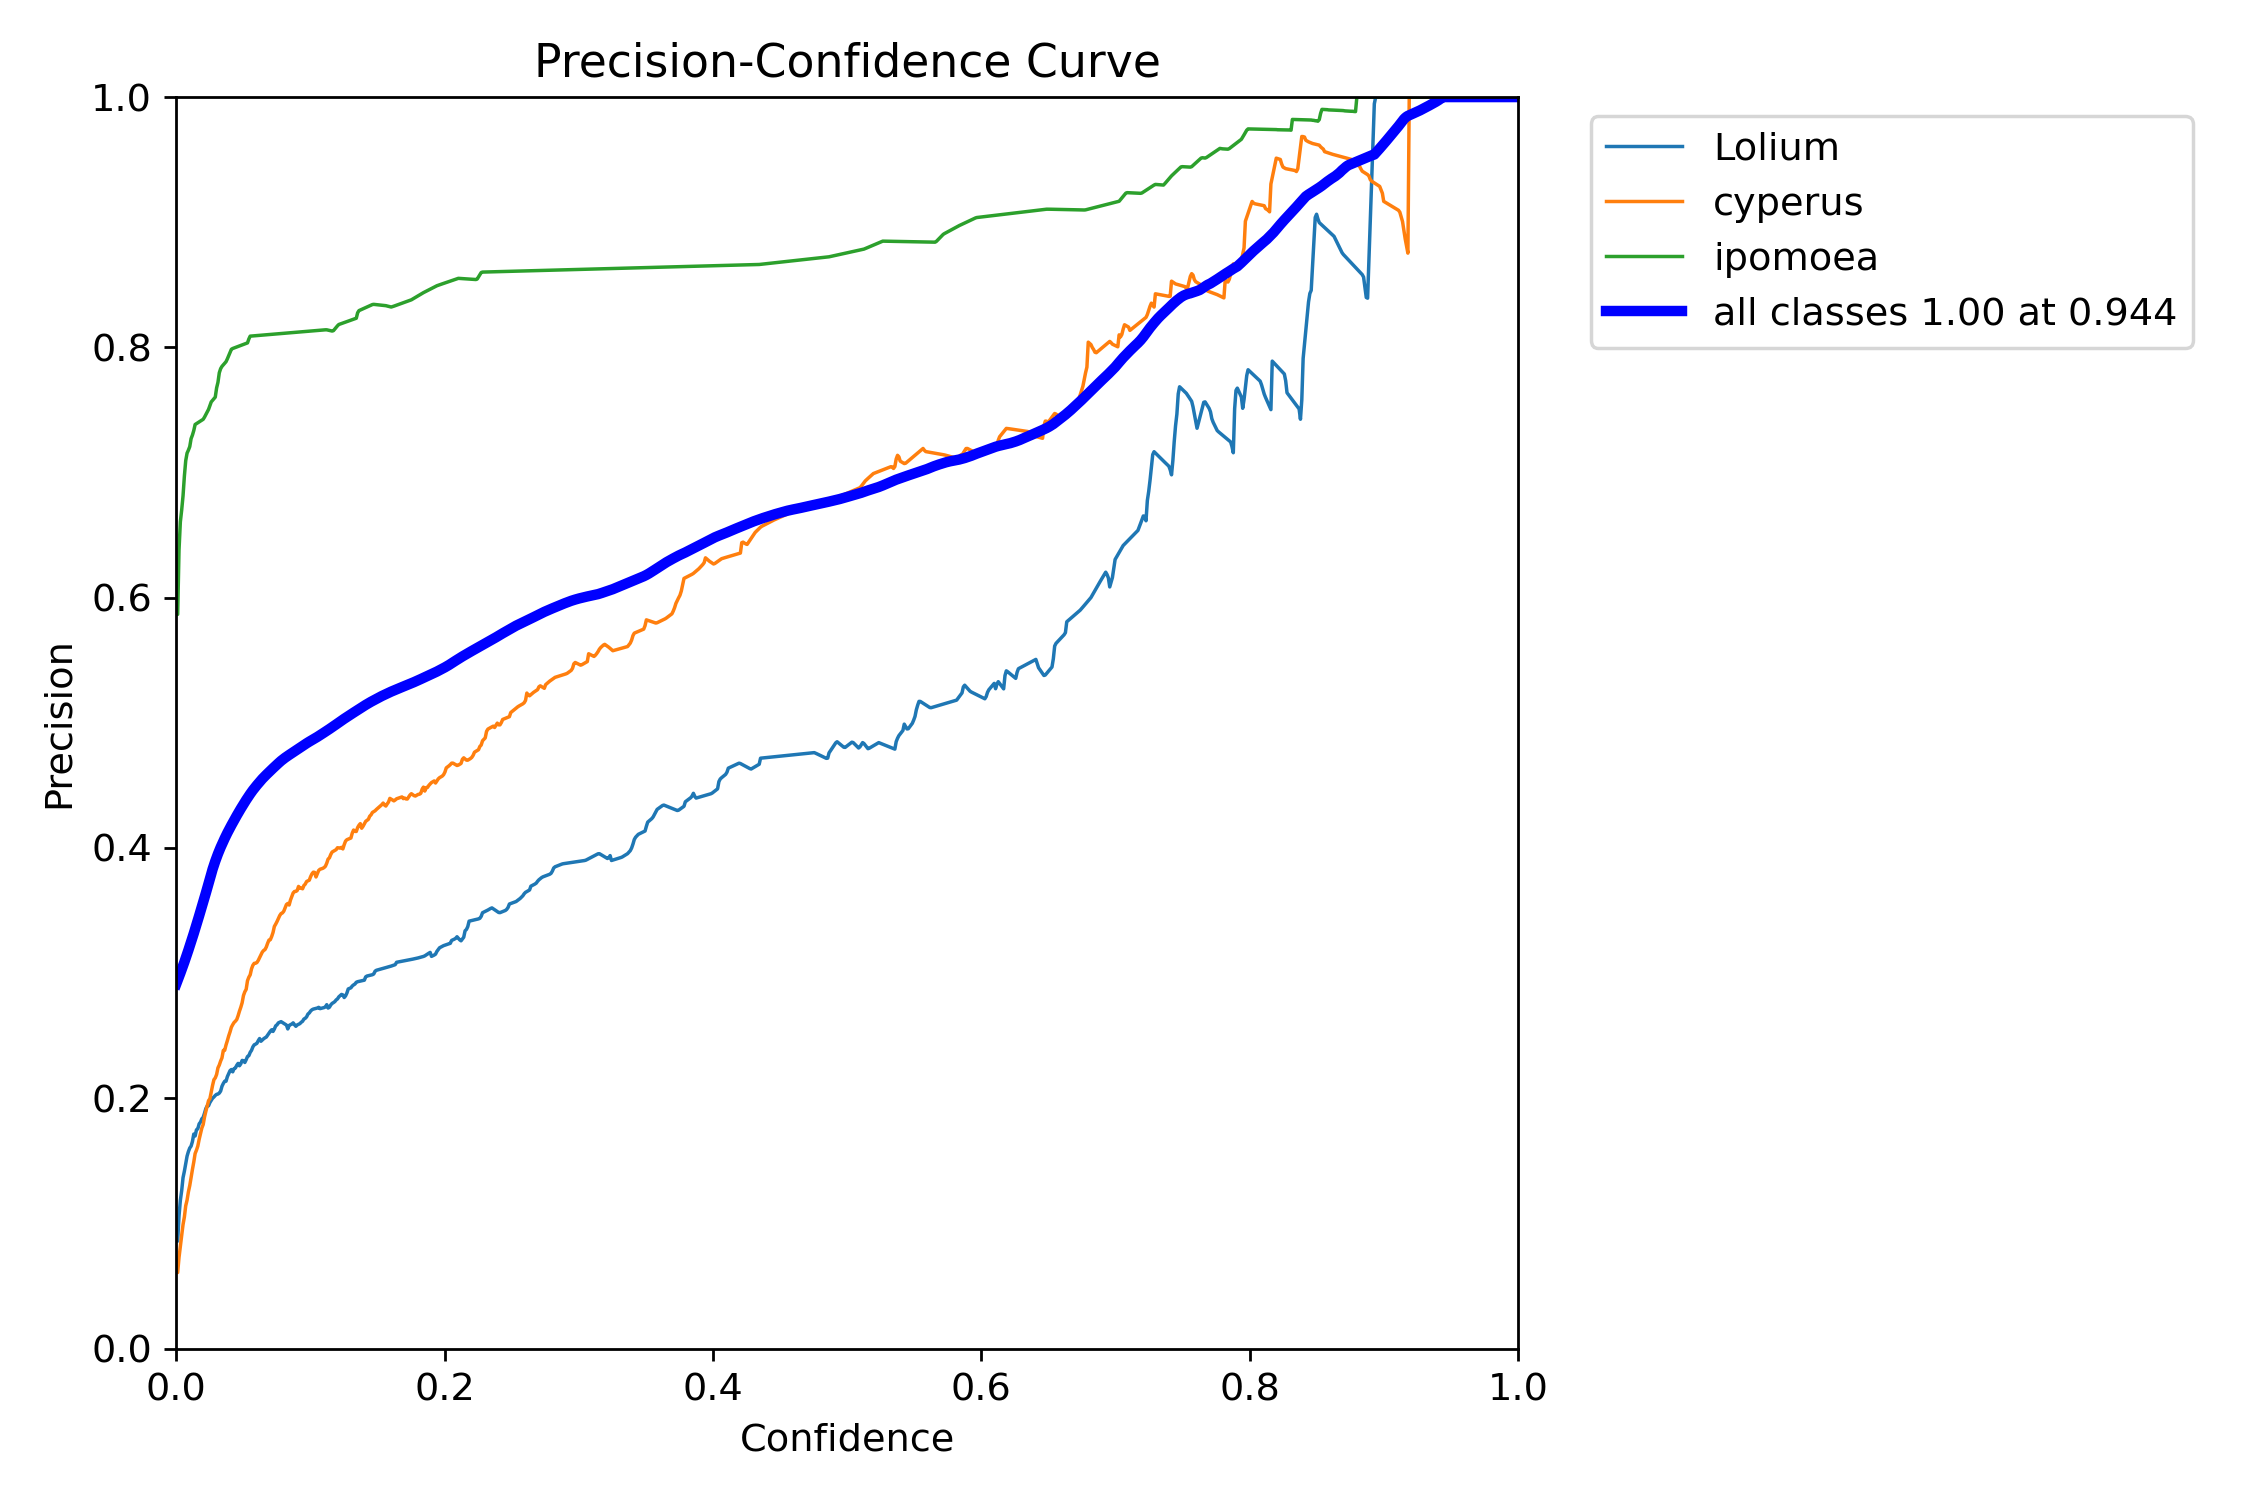 Precision-Confidence Curve
1.0
0.8
0.6
0.4
0.2
0.0
Precision
0.0 0.2 0.4 0.6 0.8 1.0
Confidence
Lolium
cyperus
ipomoea
all classes 1.00 at 0.944